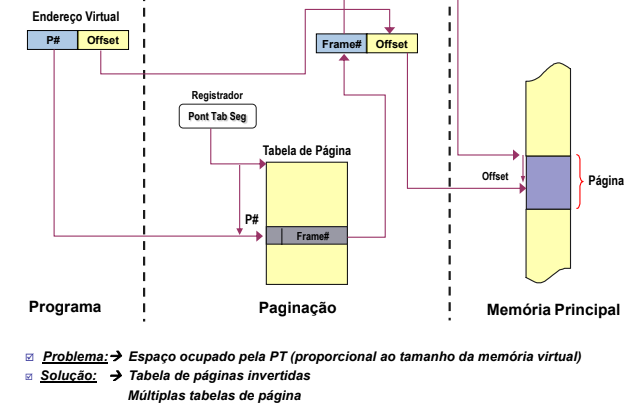 Endereço Virtual
P# Offset
Frame# Offset
Registrador
Pont Tab Seg
Tabela de Página
Offset
Página
P#
Frame#
Programa
Paginação
Memória Principal
Problema:→ Espaço ocupado pela PT (proporcional ao tamanho da memória virtual)
Solução: → Tabela de páginas invertidas
Múltiplas tabelas de página